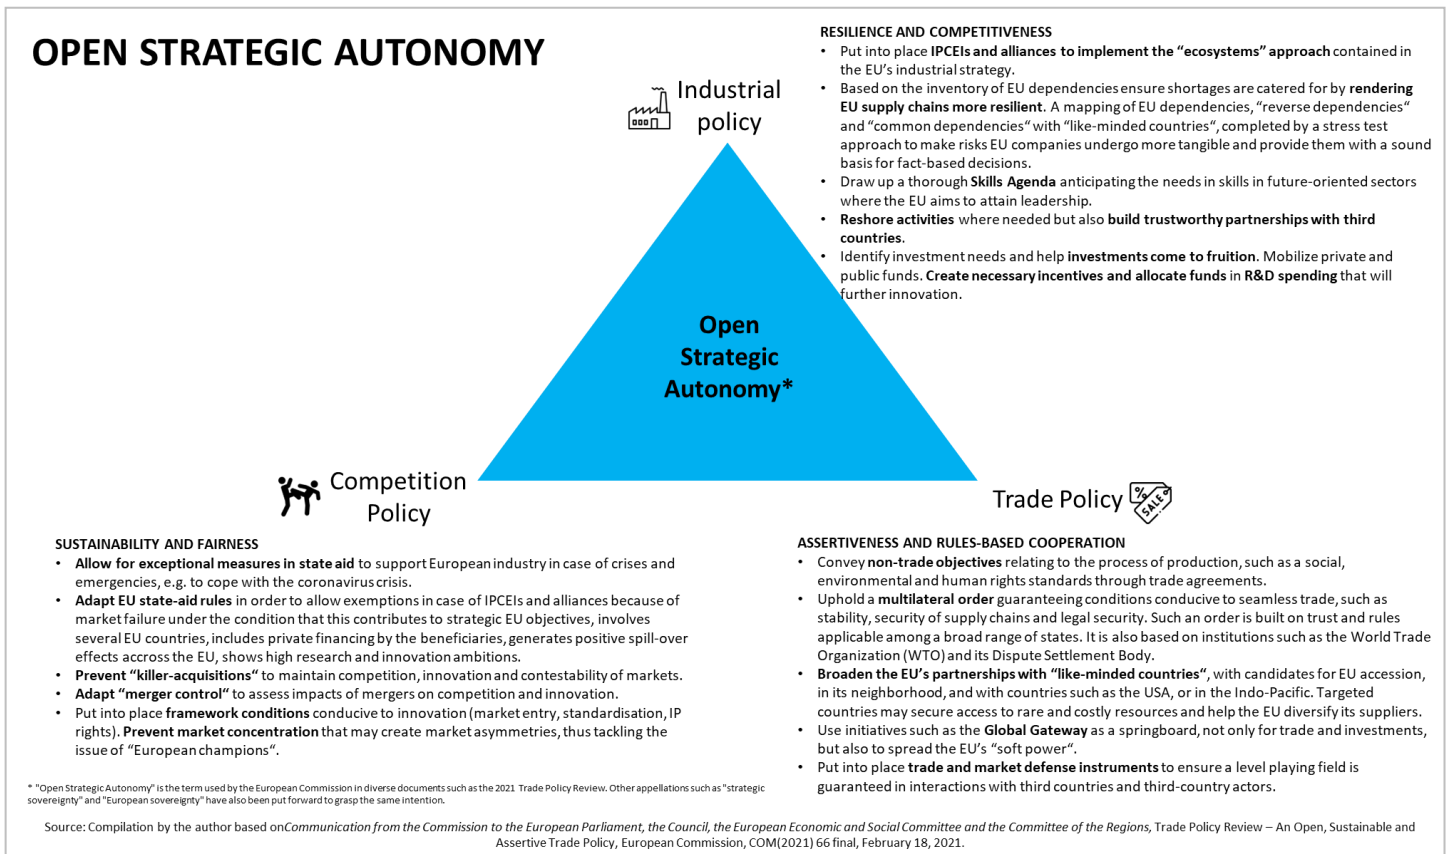 OPEN STRATEGIC AUTONOMY
Industrial
policy
RESILIENCE AND COMPETITIVENESS
• Put into place IPCEIs and alliances to implement the “ecosystems” approach contained in
the EU’s industrial strategy.
• Based on the inventory of EU dependencies ensure shortages are catered for by rendering
EU supply chains more resilient. A mapping of EU dependencies, “reverse dependencies“
and “common dependencies“ with “like-minded countries“, completed by a stress test
approach to make risks EU companies undergo more tangible and provide them with a sound
basis for fact-based decisions.
• Draw up a thorough Skills Agenda anticipating the needs in skills in future-oriented sectors
where the EU aims to attain leadership.
• Reshore activities where needed but also build trustworthy partnerships with third
countries.
• Identify investment needs and help investments come to fruition. Mobilize private and
public funds. Create necessary incentives and allocate funds in R&D spending that will
further innovation.
Open
Strategic
Autonomy*
Competition
Policy
SUSTAINABILITY AND FAIRNESS
• Allow for exceptional measures in state aid to support European industry in case of crises and
emergencies, e.g. to cope with the coronavirus crisis.
• Adapt EU state-aid rules in order to allow exemptions in case of IPCEIs and alliances because of
market failure under the condition that this contributes to strategic EU objectives, involves
several EU countries, includes private financing by the beneficiaries, generates positive spill-over
effects accross the EU, shows high research and innovation ambitions.
• Prevent “killer-acquisitions“ to maintain competition, innovation and contestability of markets.
• Adapt “merger control“ to assess impacts of mergers on competition and innovation.
• Put into place framework conditions conducive to innovation (market entry, standardisation, IP
rights). Prevent market concentration that may create market asymmetries, thus tackling the
issue of “European champions“.
Trade Policy
%
SALE
ASSERTIVENESS AND RULES-BASED COOPERATION
• Convey non-trade objectives relating to the process of production, such as a social,
environmental and human rights standards through trade agreements.
• Uphold a multilateral order guaranteeing conditions conducive to seamless trade, such as
stability, security of supply chains and legal security. Such an order is built on trust and rules
applicable among a broad range of states. It is also based on institutions such as the World Trade
Organization (WTO) and its Dispute Settlement Body.
• Broaden the EU’s partnerships with “like-minded countries“, with candidates for EU accession,
in its neighborhood, and with countries such as the USA, or in the Indo-Pacific. Targeted
countries may secure access to rare and costly resources and help the EU diversify its suppliers.
• Use initiatives such as the Global Gateway as a springboard, not only for trade and investments,
but also to spread the EU’s “soft power“.
• Put into place trade and market defense instruments to ensure a level playing field is
guaranteed in interactions with third countries and third-country actors.
* "Open Strategic Autonomy" is the term used by the European Commission in diverse documents such as the 2021 Trade Policy Review. Other appellations such as "strategic
sovereignty" and "European sovereignty" have also been put forward to grasp the same intention.
Source: Compilation by the author based onCommunication from the Commission to the European Parliament, the Council, the European Economic and Social Committee and the Committee of the Regions, Trade Policy Review – An Open, Sustainable and
Assertive Trade Policy, European Commission, COM(2021) 66 final, February 18, 2021.